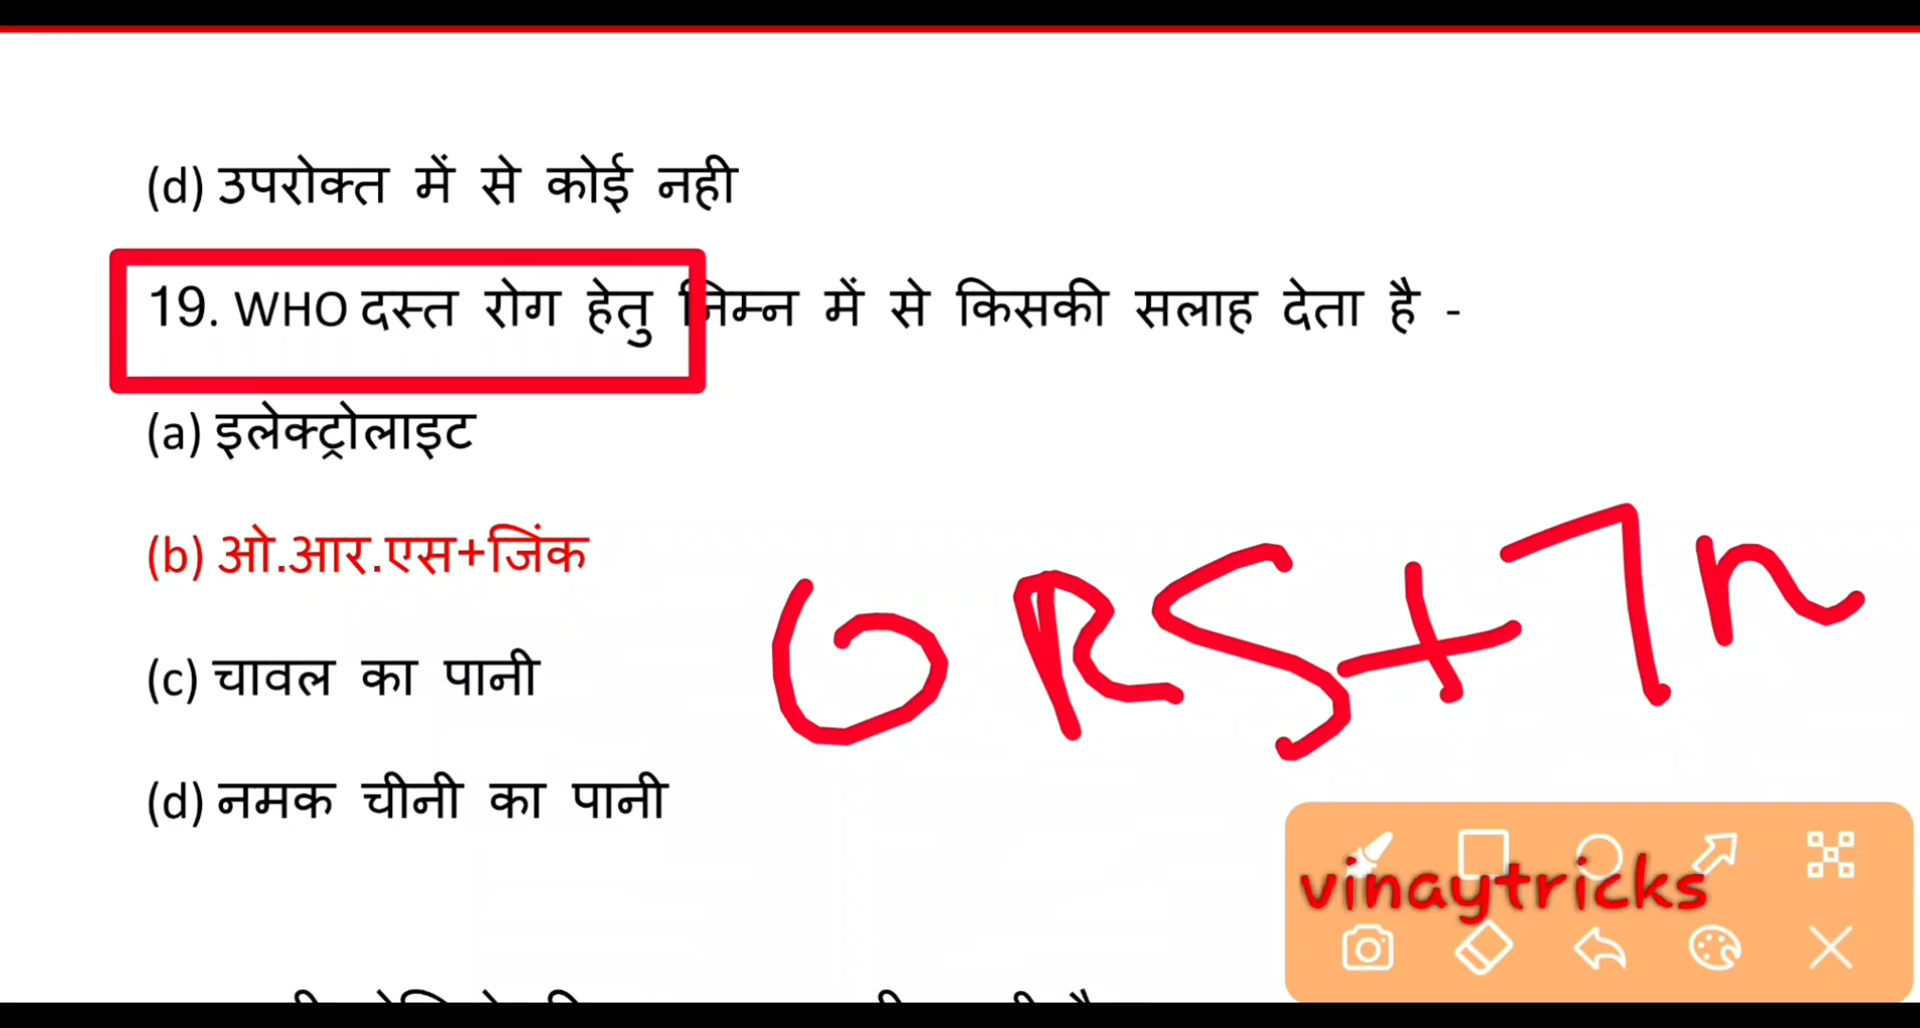 (d) उपरोक्त में से कोई नही
19. WHO दस्त रोग हेतु निम्न में से किसकी सलाह देता है -
(a) इलेक्ट्रोलाइट
(b) ओ.आर.एस+जिंक
ORS+Zn
(c) चावल का पानी
(d) नमक चीनी का पानी
vinaytricks